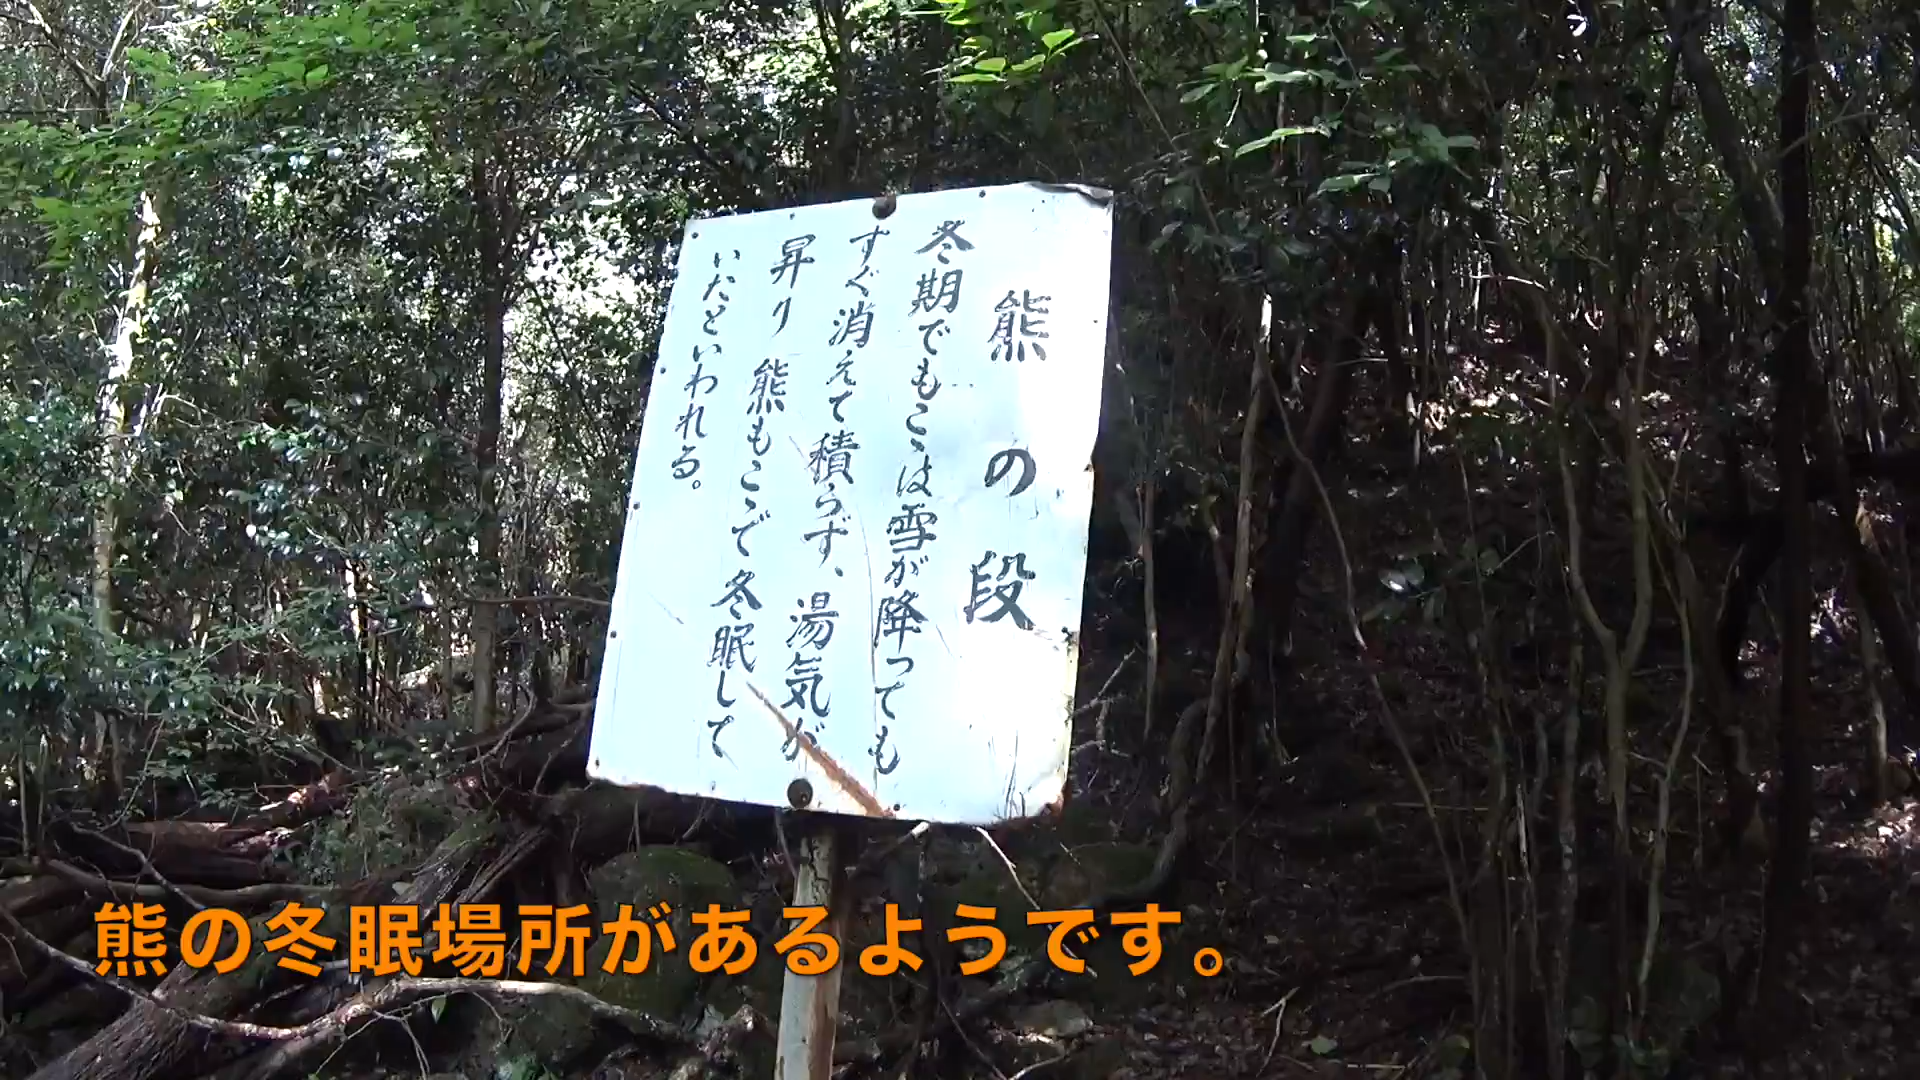 熊の段
冬期でもこゝは雪が降っても
すぐ消えて積らず、湯気が
昇り熊もこゝで冬眠して
いたといわれる。
熊の冬眠場所があるようです。